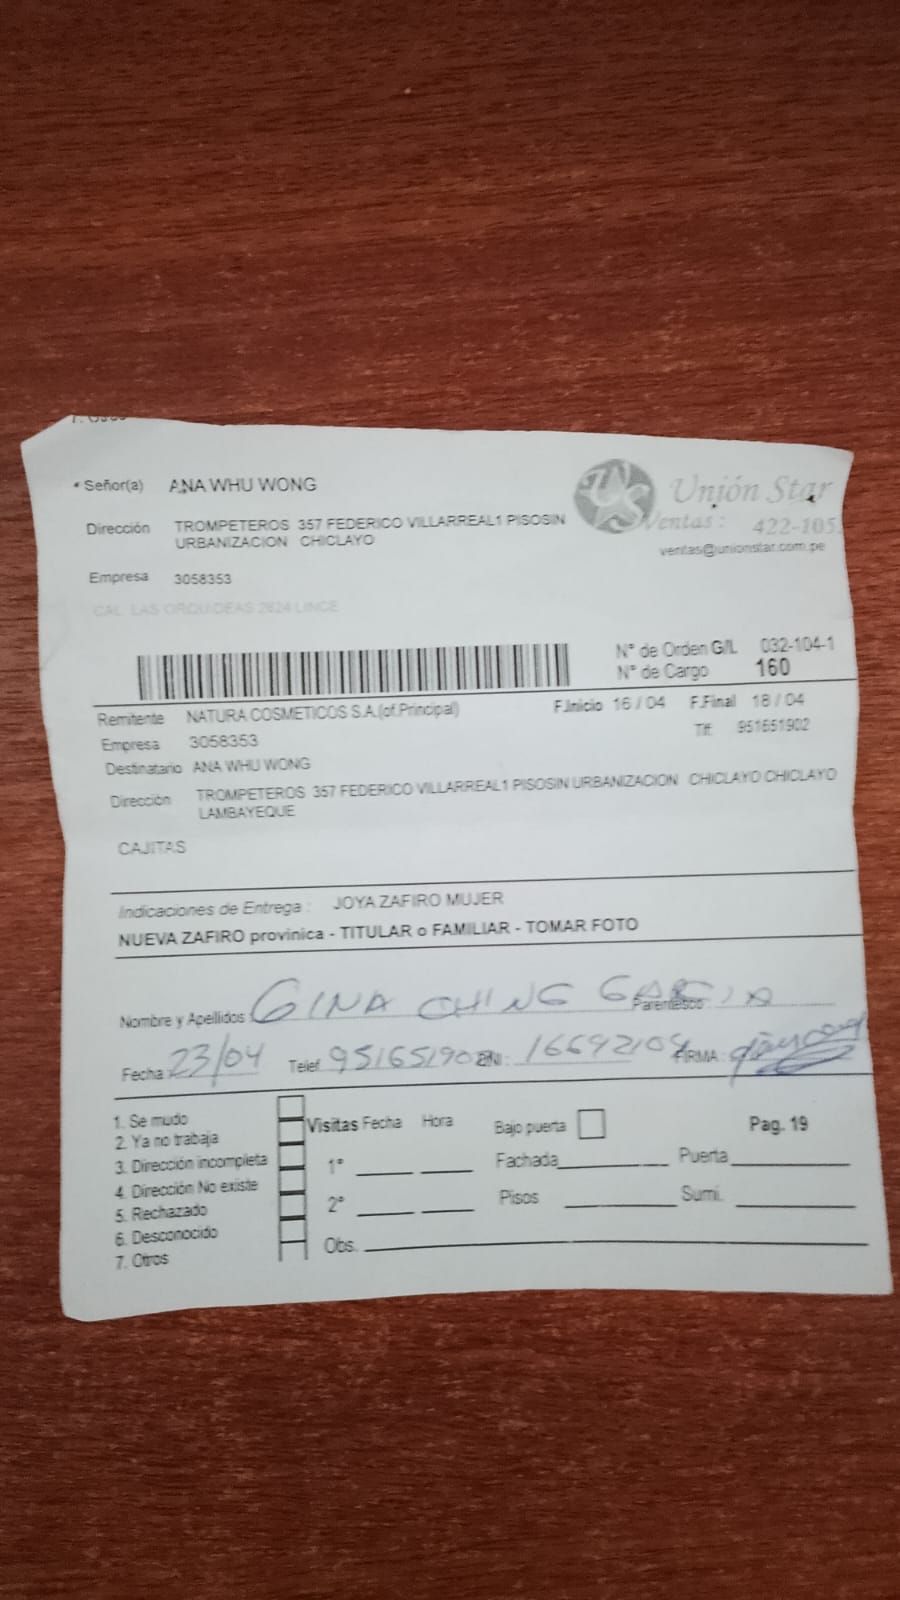 * Señor(a) ANA WHU WONG
Unión Star
Dirección TROMPETEROS 357 FEDERICO VILLARREAL1 PISOSIN
URBANIZACION CHICLAYO
Ventas: 422-105
ventas@unionstar.com.pe
Empresa 3058353
CAL LAS ORQUIDEAS 2624 LINCE
N° de Orden G/L 032-104-1
N° de Cargo 160
Remitente NATURA COSMETICOS S.A.(of.Principal) F.Inicio 16 / 04 F.Final 18 / 04
Empresa 3058353 Tlf: 951651902
Destinatario ANA WHU WONG
Dirección TROMPETEROS 357 FEDERICO VILLARREAL1 PISOSIN URBANIZACION CHICLAYO CHICLAYO
LAMBAYEQUE
CAJITAS
Indicaciones de Entrega : JOYA ZAFIRO MUJER
NUEVA ZAFIRO provinica - TITULAR o FAMILIAR - TOMAR FOTO
Nombre y Apellidos GINA CHING Parentesco
Fecha 23/04 Telef 951651902 DNI : FIRMA :
1. Se mudo
2. Ya no trabaja
3. Dirección incompleta
4. Dirección No existe
5. Rechazado
6. Desconocido
7. Otros
Visitas Fecha Hora Bajo puerta Pag. 19
1° Fachada Puerta
2° Pisos Sumi.
Obs.